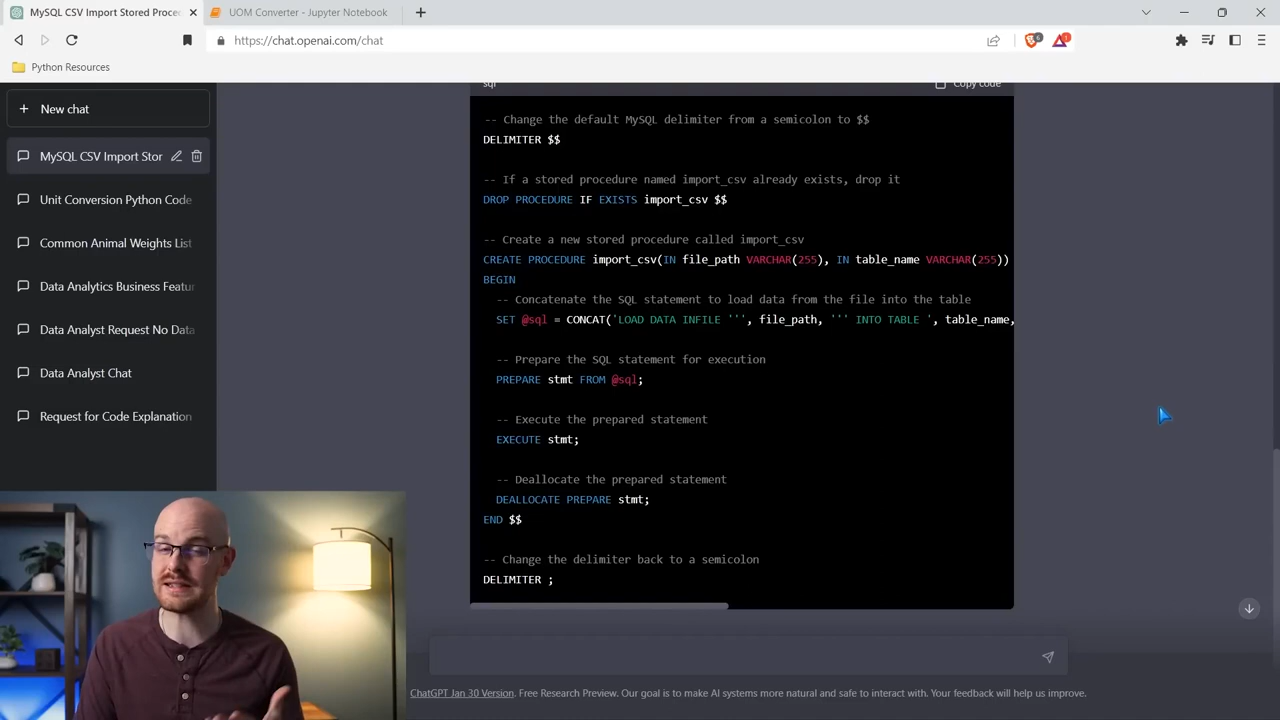 MySQL CSV Import Stored Proce
UOM Converter - Jupyter Notebook
https://chat.openai.com/chat
6
1
Python Resources
New chat
MySQL CSV Import Stor
Unit Conversion Python Code
Common Animal Weights List
Data Analytics Business Featur
Data Analyst Request No Data
Data Analyst Chat
Request for Code Explanation
sql
Copy code
-- Change the default MySQL delimiter from a semicolon to $$
DELIMITER $$
-- If a stored procedure named import_csv already exists, drop it
DROP PROCEDURE IF EXISTS import_csv $$
-- Create a new stored procedure called import_csv
CREATE PROCEDURE import_csv(IN file_path VARCHAR(255), IN table_name VARCHAR(255))
BEGIN
-- Concatenate the SQL statement to load data from the file into the table
SET @sql = CONCAT('LOAD DATA INFILE ''', file_path, ''' INTO TABLE ', table_name,
-- Prepare the SQL statement for execution
PREPARE stmt FROM @sql;
-- Execute the prepared statement
EXECUTE stmt;
-- Deallocate the prepared statement
DEALLOCATE PREPARE stmt;
END $$
-- Change the delimiter back to a semicolon
DELIMITER ;
ChatGPT Jan 30 Version. Free Research Preview. Our goal is to make AI systems more natural and safe to interact with. Your feedback will help us improve.